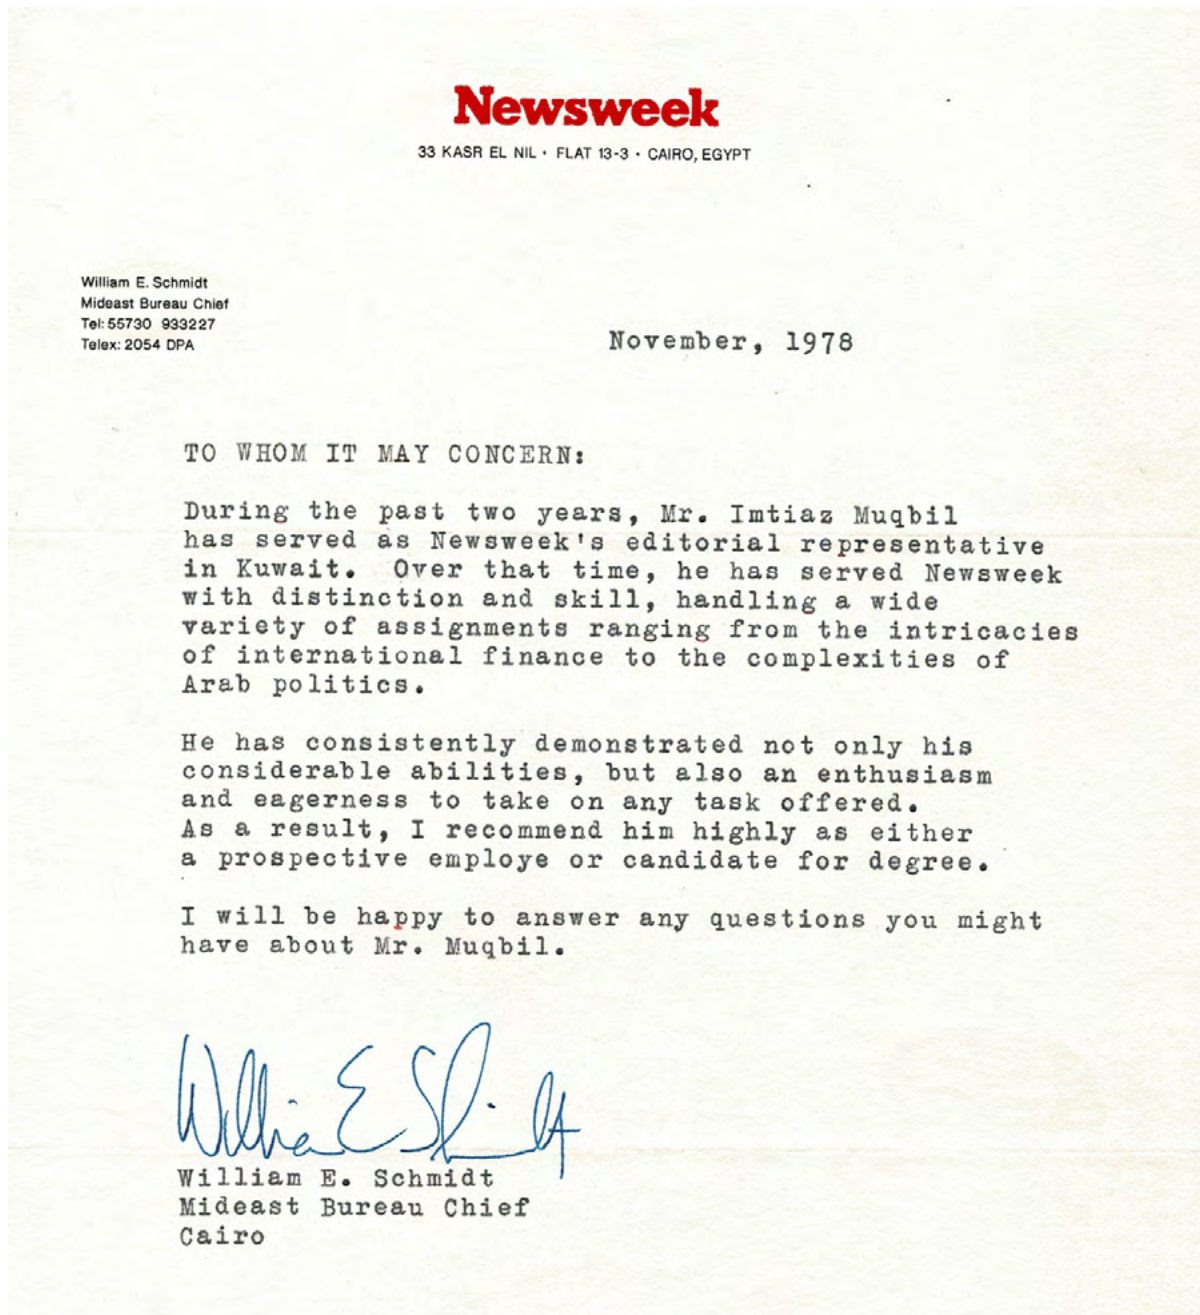 Newsweek
33 KASR EL NIL · FLAT 13-3 · CAIRO, EGYPT
William E. Schmidt
Mideast Bureau Chief
Tel: 55730 933227
Telex: 2054 DPA
November, 1978
TO WHOM IT MAY CONCERN:
During the past two years, Mr. Imtiaz Muqbil
has served as Newsweek's editorial representative
in Kuwait. Over that time, he has served Newsweek
with distinction and skill, handling a wide
variety of assignments ranging from the intricacies
of international finance to the complexities of
Arab politics.
He has consistently demonstrated not only his
considerable abilities, but also an enthusiasm
and eagerness to take on any task offered.
As a result, I recommend him highly as either
a prospective employe or candidate for degree.
I will be happy to answer any questions you might
have about Mr. Muqbil.
William E Schmidt
William E. Schmidt
Mideast Bureau Chief
Cairo